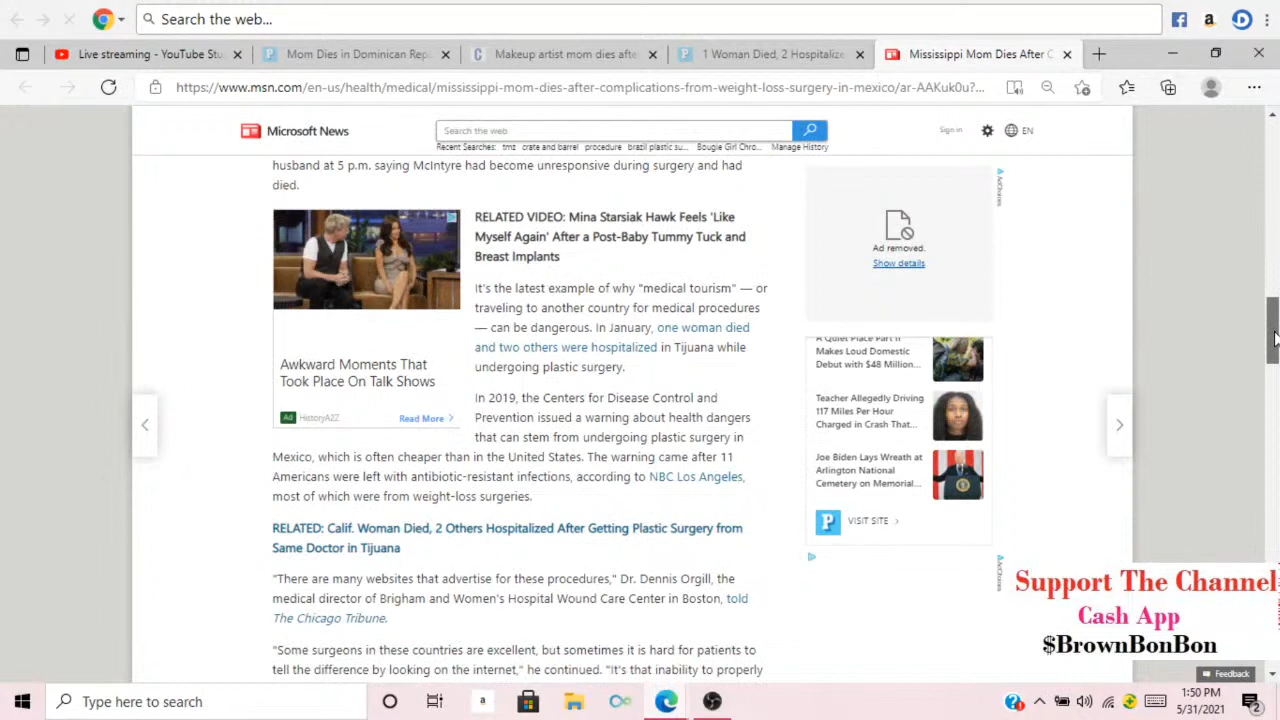 Search the web...
Live streaming - YouTube Stu
Mom Dies in Dominican Rep
Makeup artist mom dies afte
1 Woman Died, 2 Hospitalize
Mississippi Mom Dies After C
https://www.msn.com/en-us/health/medical/mississippi-mom-dies-after-complications-from-weight-loss-surgery-in-mexico/ar-AAKuk0u?...
Microsoft News
Search the web
Sign in
EN
Recent Searches: tmz crate and barrel procedure brazil plastic su... Bougie Girl Chro... Manage History
husband at 5 p.m. saying McIntyre had become unresponsive during surgery and had
died.
RELATED VIDEO: Mina Starsiak Hawk Feels 'Like
Myself Again' After a Post-Baby Tummy Tuck and
Breast Implants
It's the latest example of why "medical tourism" — or
traveling to another country for medical procedures
— can be dangerous. In January, one woman died
and two others were hospitalized in Tijuana while
undergoing plastic surgery.
Awkward Moments That
Took Place On Talk Shows
Ad HistoryA2Z
Read More
In 2019, the Centers for Disease Control and
Prevention issued a warning about health dangers
that can stem from undergoing plastic surgery in
Mexico, which is often cheaper than in the United States. The warning came after 11
Americans were left with antibiotic-resistant infections, according to NBC Los Angeles,
most of which were from weight-loss surgeries.
RELATED: Calif. Woman Died, 2 Others Hospitalized After Getting Plastic Surgery from
Same Doctor in Tijuana
"There are many websites that advertise for these procedures," Dr. Dennis Orgill, the
medical director of Brigham and Women's Hospital Wound Care Center in Boston, told
The Chicago Tribune.
"Some surgeons in these countries are excellent, but sometimes it is hard for patients to
tell the difference by looking on the internet," he continued. "It's that inability to properly
AdChoices
Ad removed.
Show details
A Quiet Place Part II
Makes Loud Domestic
Debut with $48 Million...
Teacher Allegedly Driving
117 Miles Per Hour
Charged in Crash That...
Joe Biden Lays Wreath at
Arlington National
Cemetery on Memorial...
P VISIT SITE
AdChoices
Support The Channel
Cash App
$BrownBonBon
Feedback
Type here to search
1:50 PM
5/31/2021
2